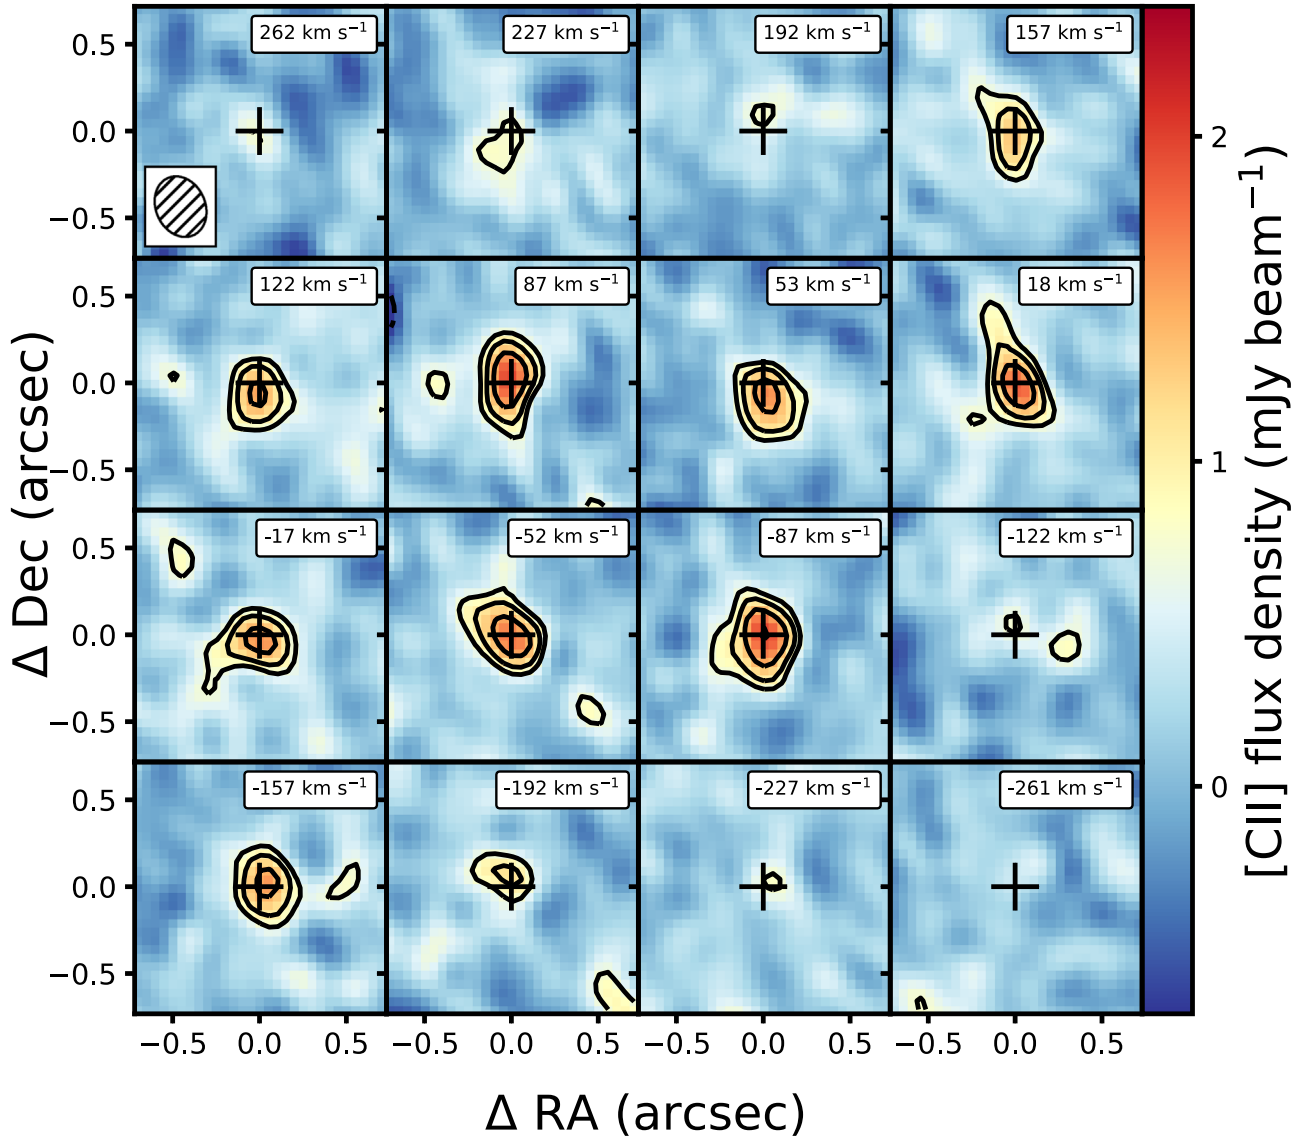 262 km s⁻¹
227 km s⁻¹
192 km s⁻¹
157 km s⁻¹
0.5
0.0
−0.5
122 km s⁻¹
87 km s⁻¹
53 km s⁻¹
18 km s⁻¹
0.5
0.0
−0.5
-17 km s⁻¹
-52 km s⁻¹
-87 km s⁻¹
-122 km s⁻¹
0.5
0.0
−0.5
-157 km s⁻¹
-192 km s⁻¹
-227 km s⁻¹
-261 km s⁻¹
0.5
0.0
−0.5
−0.5 0.0 0.5 −0.5 0.0 0.5 −0.5 0.0 0.5 −0.5 0.0 0.5
Δ RA (arcsec)
Δ Dec (arcsec)
2
1
0
[CII] flux density (mJy beam⁻¹)